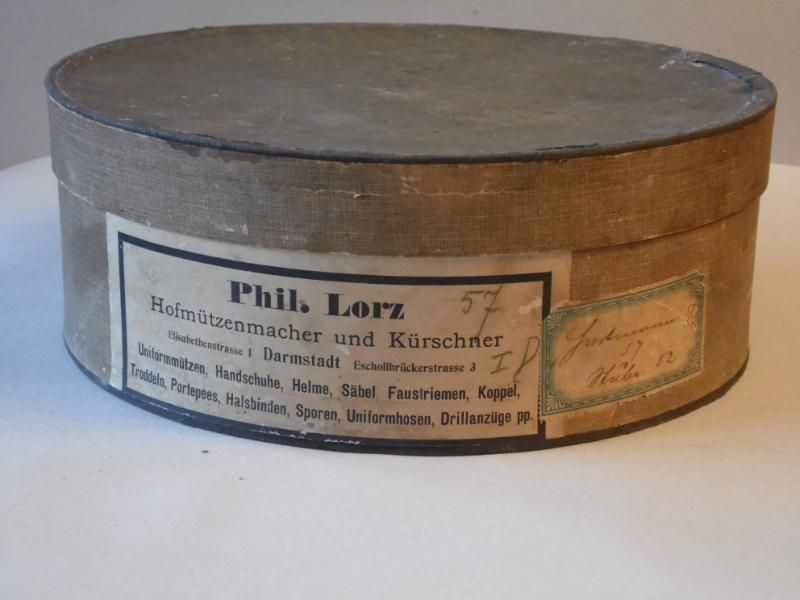 Phil. Lorz
57
Hofmützenmacher und Kürschner
Elisabethenstrasse 1 Darmstadt Eschollbrückerstrasse 3
I D
Uniformmützen, Handschuhe, Helme, Säbel Faustriemen, Koppel,
Troddeln, Portepees, Halsbinden, Sporen, Uniformhosen, Drillanzüge pp.
57
52